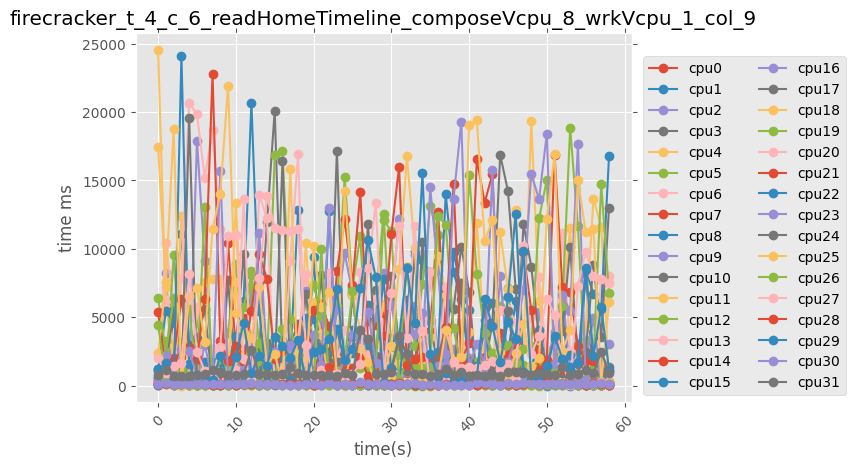 firecracker_t_4_c_6_readHomeTimeline_composeVcpu_8_wrkVcpu_1_col_9
time ms
25000
20000
15000
10000
5000
0
0
10
20
30
40
50
60
time(s)
cpu0
cpu1
cpu2
cpu3
cpu4
cpu5
cpu6
cpu7
cpu8
cpu9
cpu10
cpu11
cpu12
cpu13
cpu14
cpu15
cpu16
cpu17
cpu18
cpu19
cpu20
cpu21
cpu22
cpu23
cpu24
cpu25
cpu26
cpu27
cpu28
cpu29
cpu30
cpu31